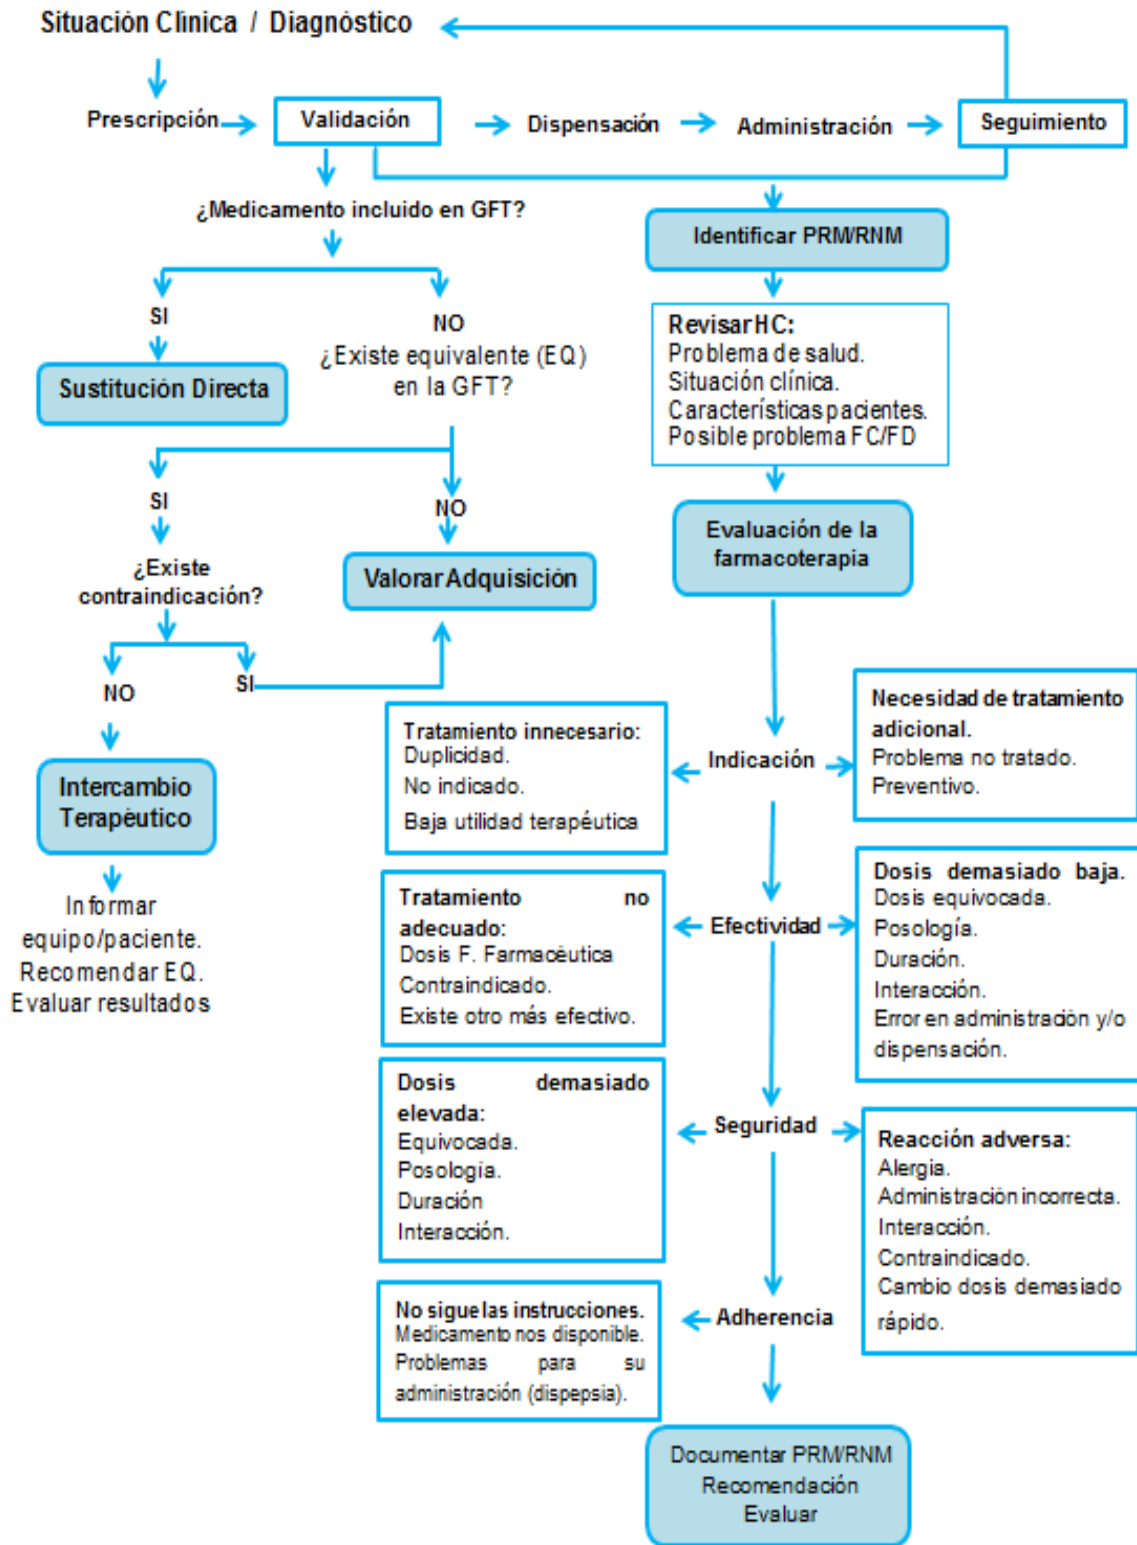 Situación Clínica / Diagnóstico
Prescripción
Validación
Dispensación
Administración
Seguimiento
¿Medicamento incluido en GFT?
SI
Sustitución Directa
NO
¿Existe equivalente (EQ)
en la GFT?
SI
¿Existe
contraindicación?
NO
Valorar Adquisición
NO
SI
Intercambio
Terapéutico
Informar
equipo/paciente.
Recomendar EQ.
Evaluar resultados
Identificar PRM/RNM
Revisar HC:
Problema de salud.
Situación clínica.
Características pacientes.
Posible problema FC/FD
Evaluación de la
farmacoterapia
Indicación
Tratamiento innecesario:
Duplicidad.
No indicado.
Baja utilidad terapéutica
Necesidad de tratamiento
adicional.
Problema no tratado.
Preventivo.
Efectividad
Tratamiento no
adecuado:
Dosis F. Farmacéutica
Contraindicado.
Existe otro más efectivo.
Dosis demasiado baja.
Dosis equivocada.
Posología.
Duración.
Interacción.
Error en administración y/o
dispensación.
Seguridad
Dosis demasiado
elevada:
Equivocada.
Posología.
Duración
Interacción.
Reacción adversa:
Alergia.
Administración incorrecta.
Interacción.
Contraindicado.
Cambio dosis demasiado
rápido.
Adherencia
No sigue las instrucciones.
Medicamento nos disponible.
Problemas para su
administración (dispepsia).
Documentar PRM/RNM
Recomendación
Evaluar